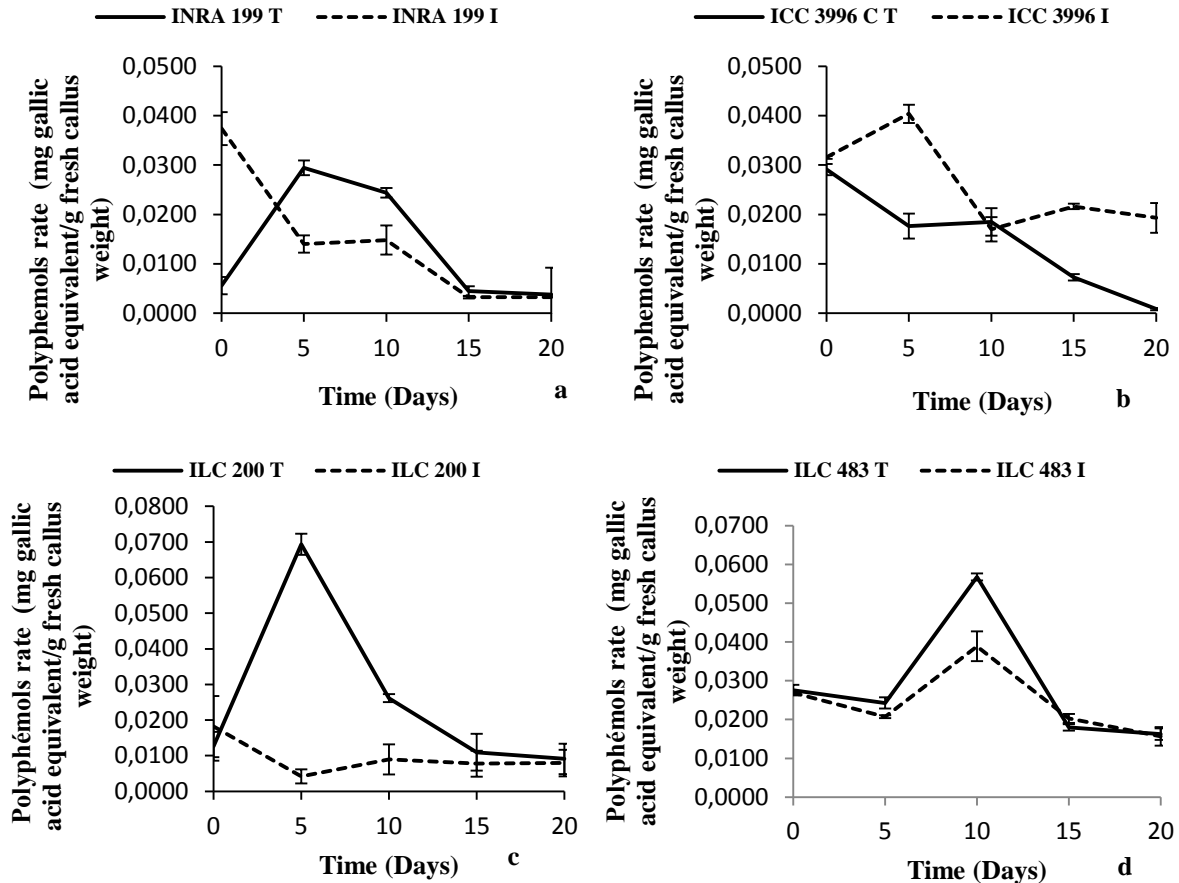 INRA 199 T INRA 199 I
Polyphemols rate (mg gallic
acid equivalent/g fresh callus
weight)
0,0500
0,0400
0,0300
0,0200
0,0100
0,0000
0 5 10 15 20
Time (Days)
a
ICC 3996 C T ICC 3996 I
Polyphemols rate (mg gallic
acid equivalent/g fresh callus
weight)
0,0500
0,0400
0,0300
0,0200
0,0100
0,0000
0 5 10 15 20
Time (Days)
b
ILC 200 T ILC 200 I
Polyphémols rate (mg gallic
acid equivalent/g fresh callus
weight)
0,0800
0,0700
0,0600
0,0500
0,0400
0,0300
0,0200
0,0100
0,0000
0 5 10 15 20
Time (Days)
c
ILC 483 T ILC 483 I
Polyphémols rate (mg gallic
acid equivalent/g fresh callus
weight)
0,0700
0,0600
0,0500
0,0400
0,0300
0,0200
0,0100
0,0000
0 5 10 15 20
Time (Days)
d